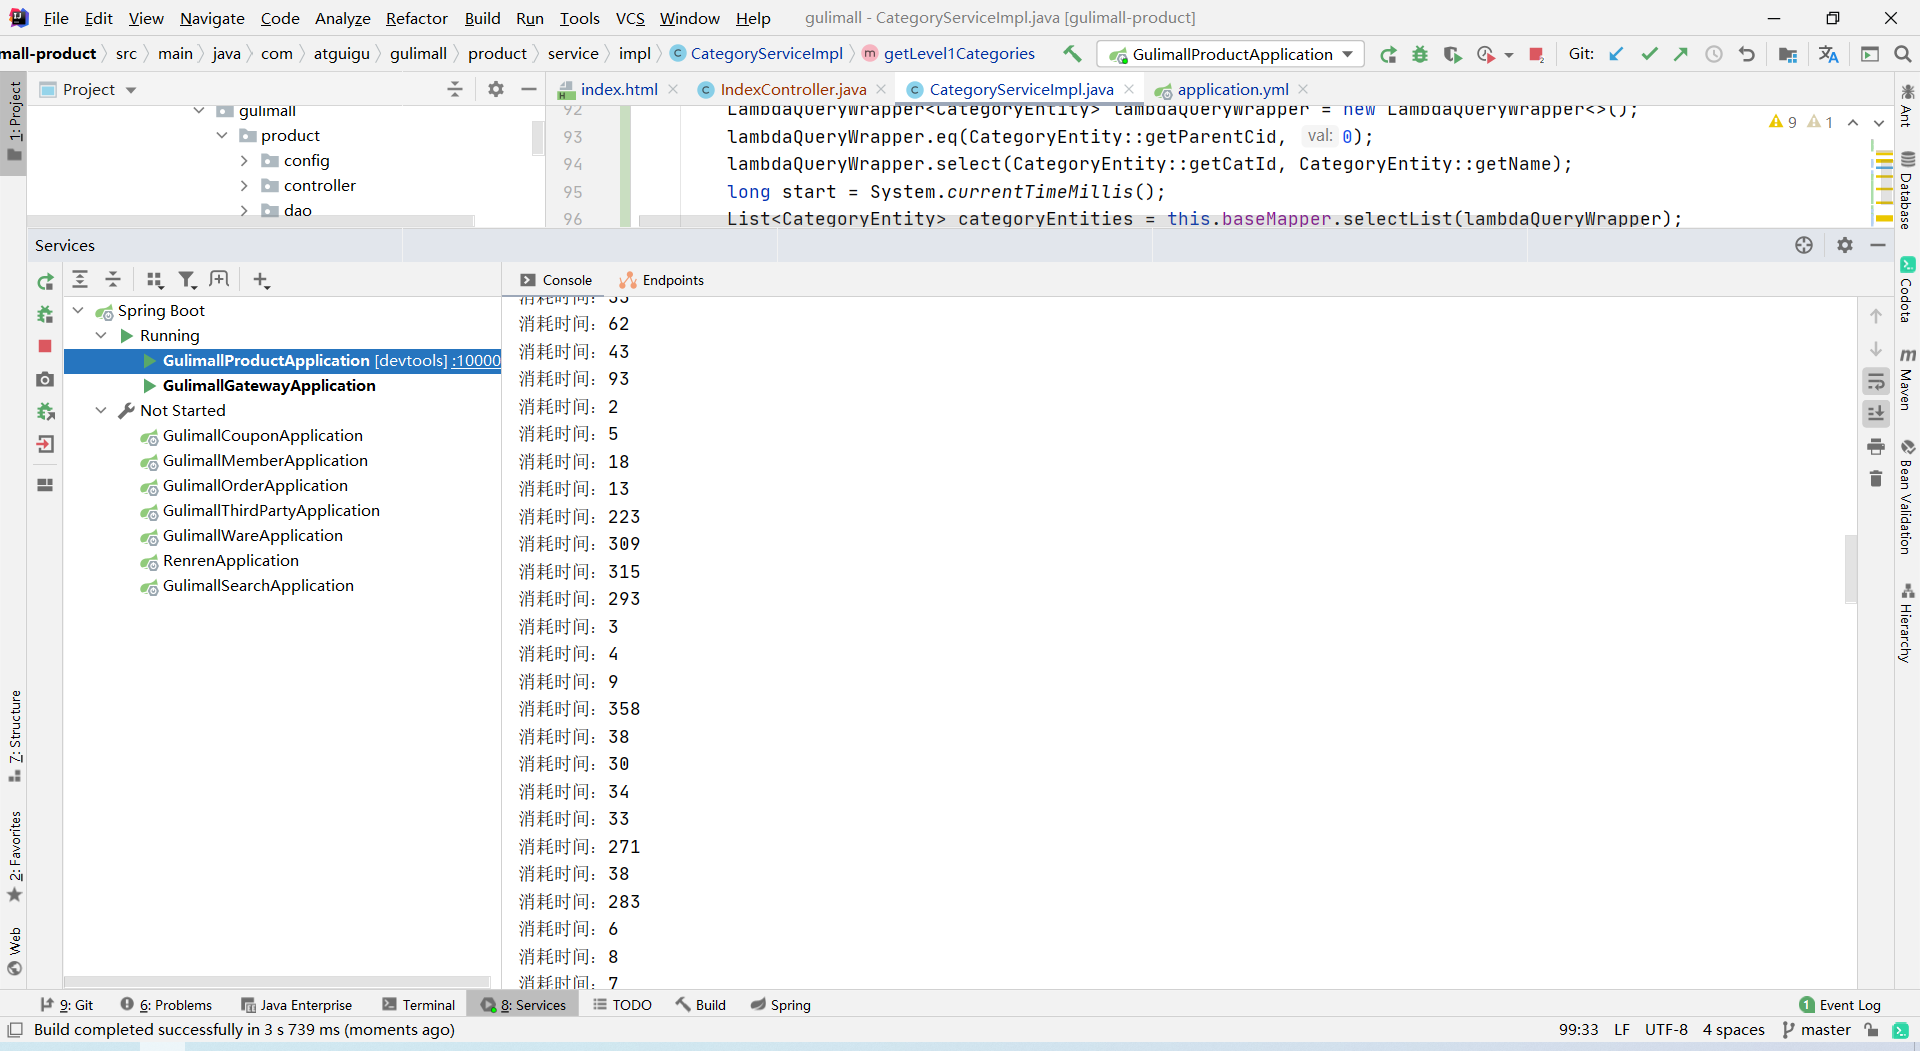 File Edit View Navigate Code Analyze Refactor Build Run Tools VCS Window Help gulimall - CategoryServiceImpl.java [gulimall-product]
mall-product src main java com atguigu gulimall product service impl CategoryServiceImpl getLevel1Categories GulimallProductApplication Git:
Project index.html IndexController.java CategoryServiceImpl.java application.yml
gulimall
product
config
controller
dao
92 LambdaQueryWrapper<CategoryEntity> lambdaQueryWrapper = new LambdaQueryWrapper<>();
93 lambdaQueryWrapper.eq(CategoryEntity::getParentCid, val: 0);
94 lambdaQueryWrapper.select(CategoryEntity::getCatId, CategoryEntity::getName);
95 long start = System.currentTimeMillis();
96 List<CategoryEntity> categoryEntities = this.baseMapper.selectList(lambdaQueryWrapper);
9 1
Services
Console Endpoints
Spring Boot
Running
GulimallProductApplication [devtools] :10000
GulimallGatewayApplication
Not Started
GulimallCouponApplication
GulimallMemberApplication
GulimallOrderApplication
GulimallThirdPartyApplication
GulimallWareApplication
RenrenApplication
GulimallSearchApplication
消耗时间：33
消耗时间：62
消耗时间：43
消耗时间：93
消耗时间：2
消耗时间：5
消耗时间：18
消耗时间：13
消耗时间：223
消耗时间：309
消耗时间：315
消耗时间：293
消耗时间：3
消耗时间：4
消耗时间：9
消耗时间：358
消耗时间：38
消耗时间：30
消耗时间：34
消耗时间：33
消耗时间：271
消耗时间：38
消耗时间：283
消耗时间：6
消耗时间：8
消耗时间：7
1: Project
7: Structure
2: Favorites
Web
Ant
Database
Codota
Maven
Bean Validation
Hierarchy
9: Git 6: Problems Java Enterprise Terminal 8: Services TODO Build Spring 1 Event Log
Build completed successfully in 3 s 739 ms (moments ago) 99:33 LF UTF-8 4 spaces master